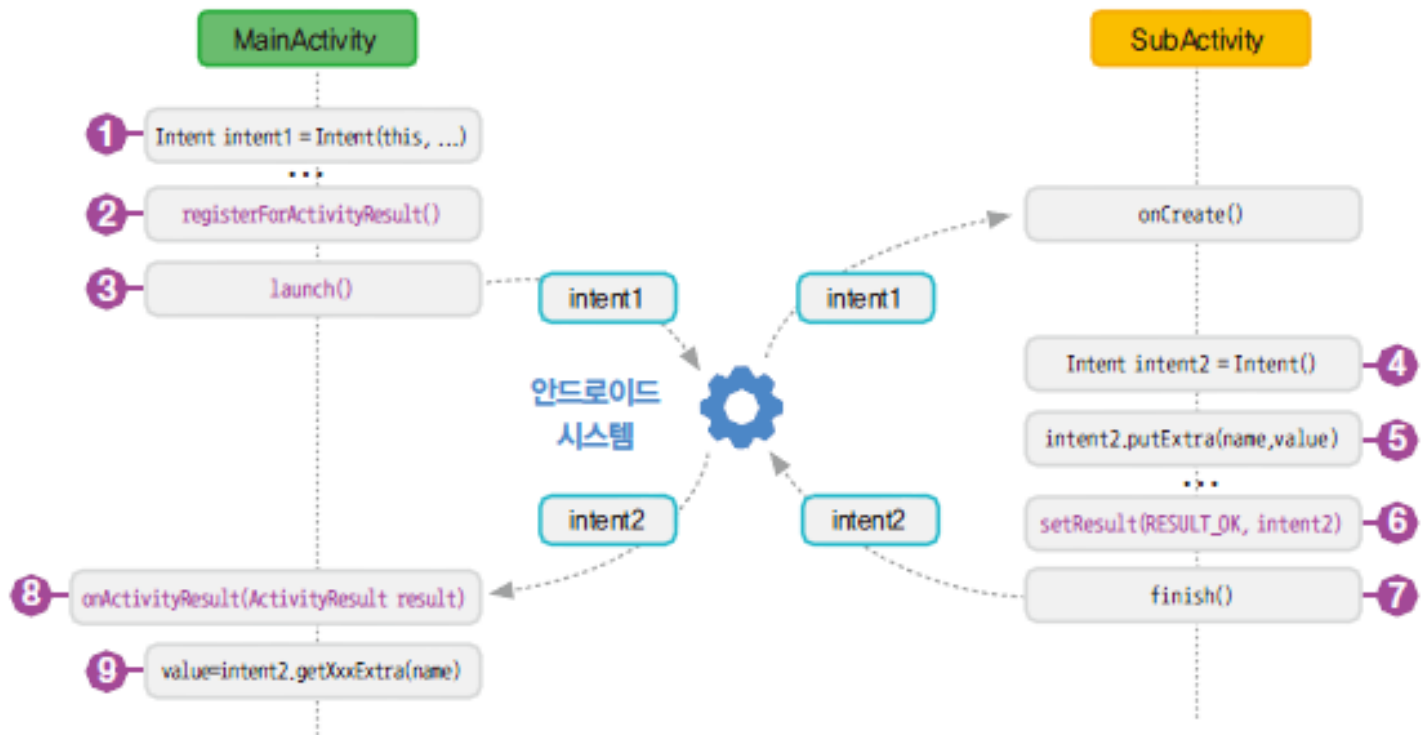 MainActivity
SubActivity
1
Intent intent1 = Intent(this, ...)
...
2
registerForActivityResult()
onCreate()
3
launch()
intent1
intent1
Intent intent2 = Intent()
4
안드로이드
시스템
intent2.putExtra(name,value)
5
...
intent2
intent2
setResult(RESULT_OK, intent2)
6
8
onActivityResult(ActivityResult result)
finish()
7
9
value=intent2.getXxxExtra(name)